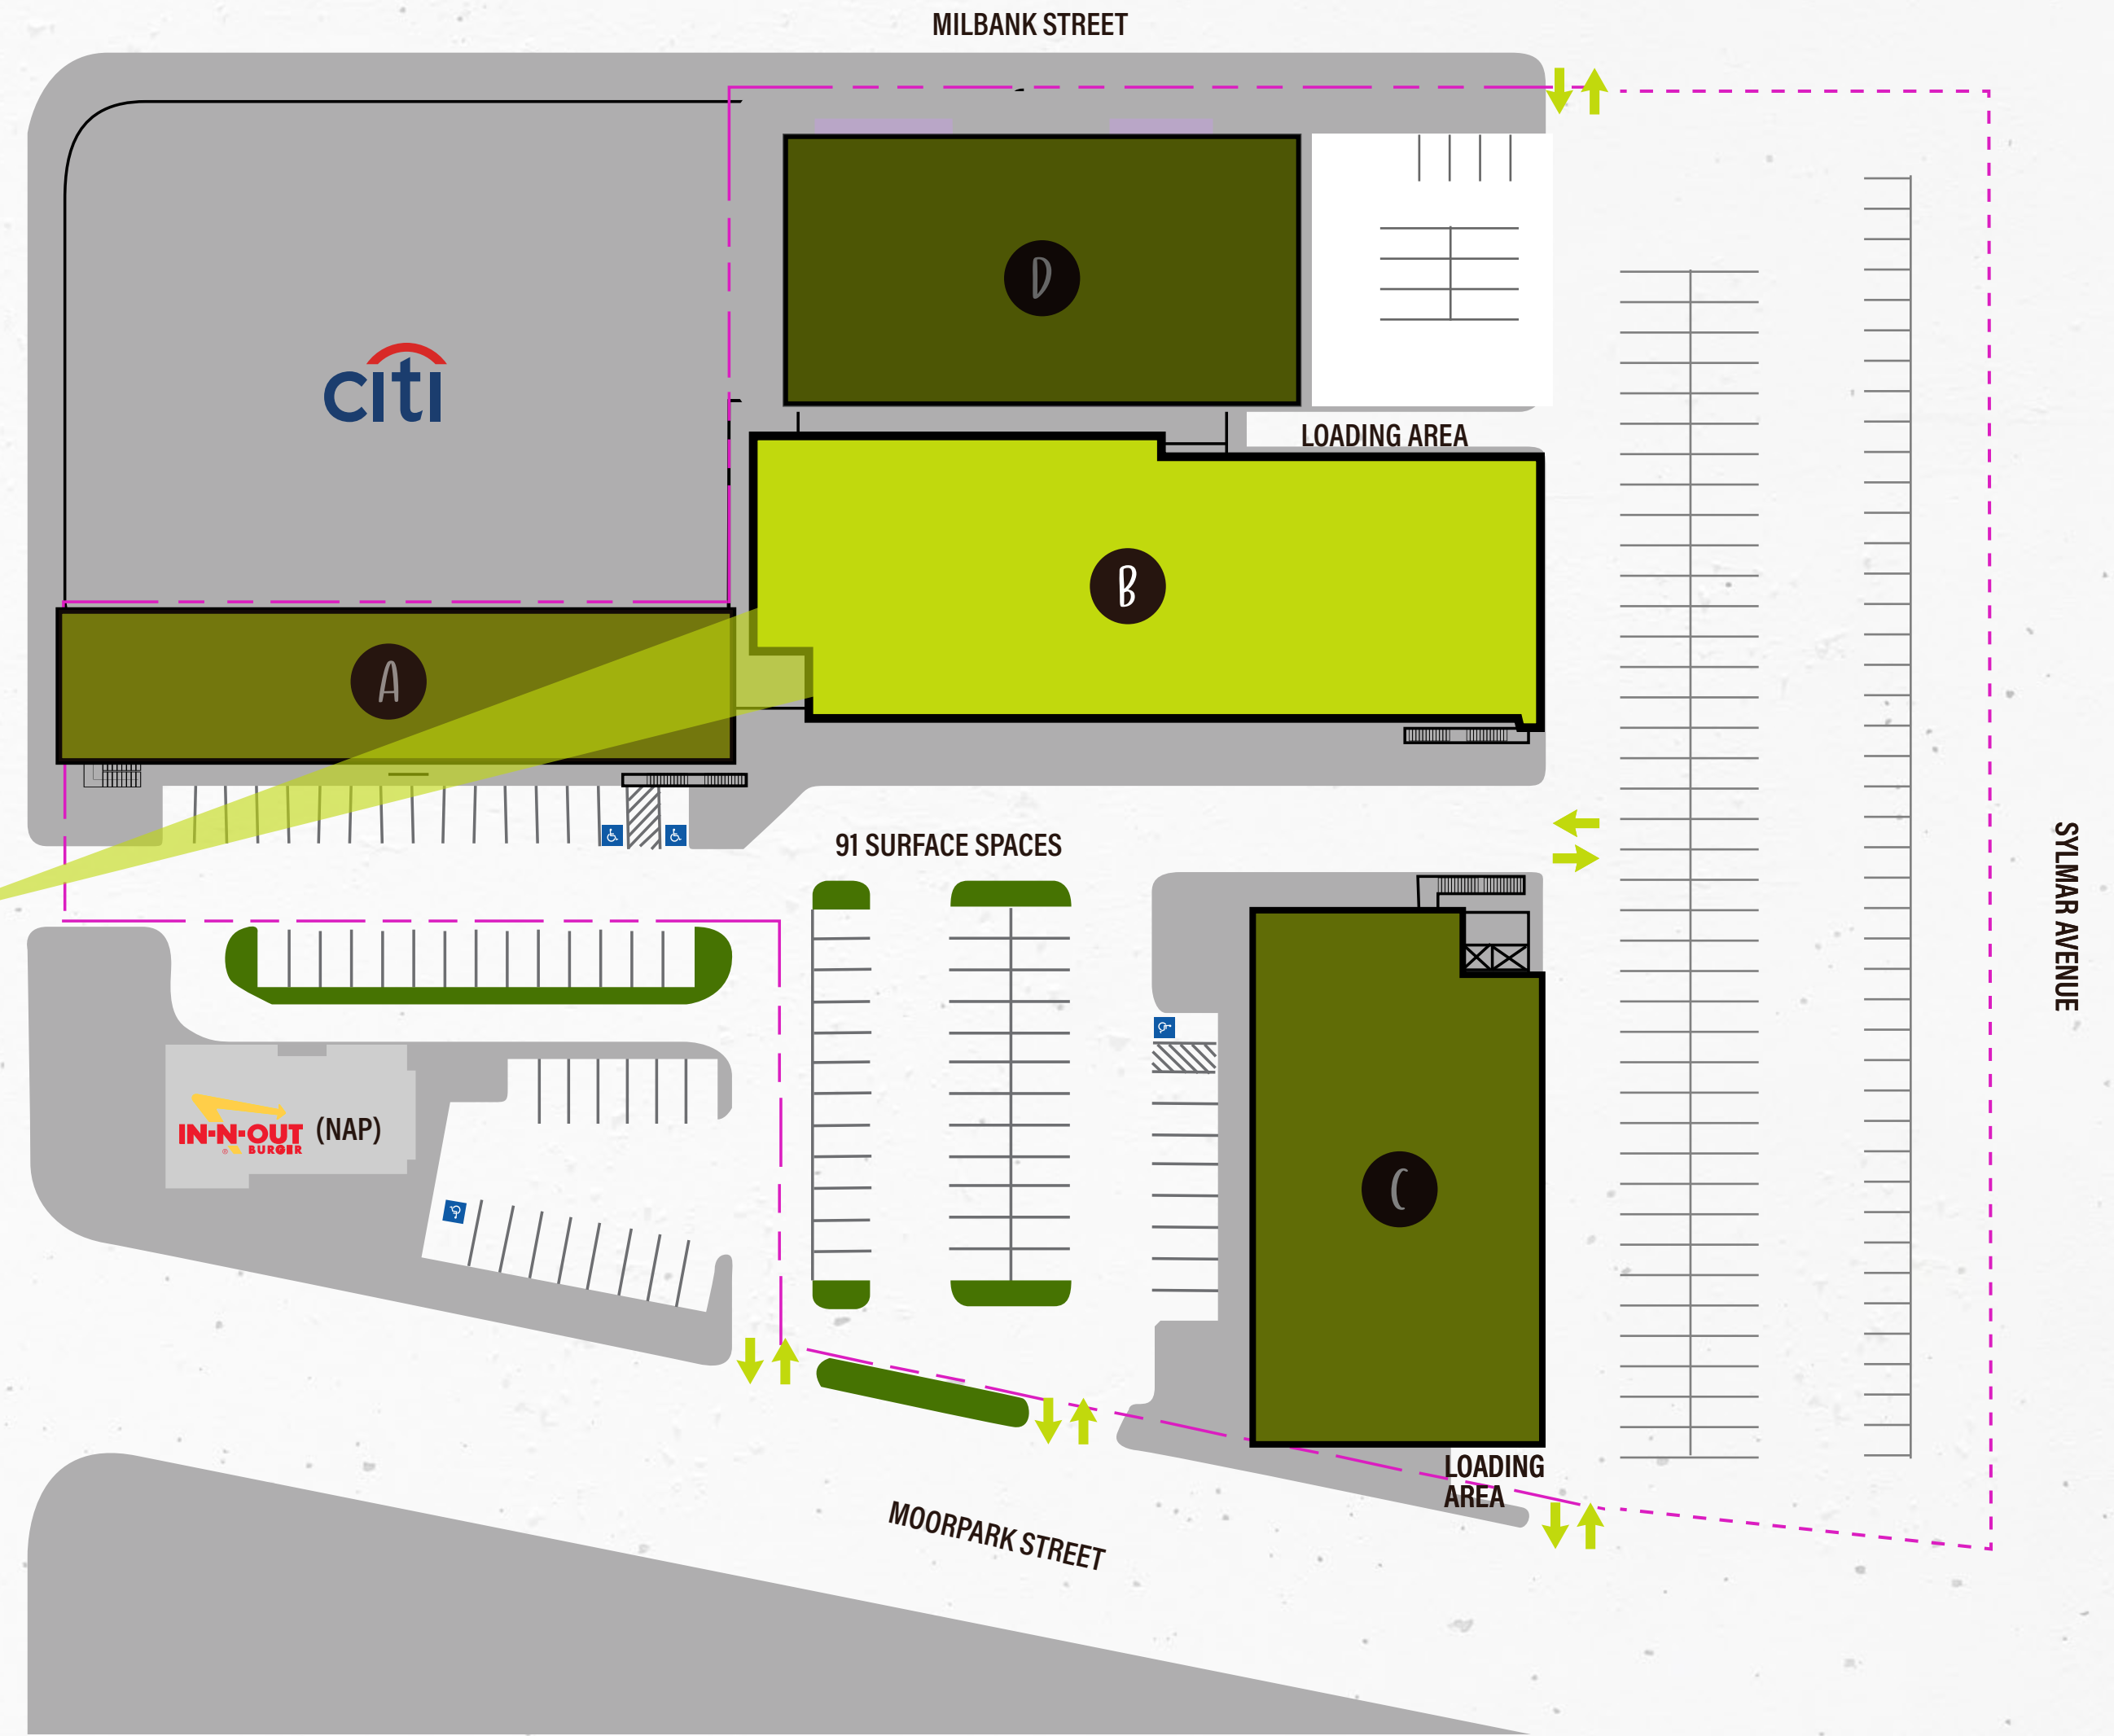 MILBANK STREET
D
citi
LOADING AREA
B
A
91 SURFACE SPACES
SYLMAR AVENUE
IN-N-OUT
BURGER
(NAP)
C
LOADING
AREA
MOORPARK STREET